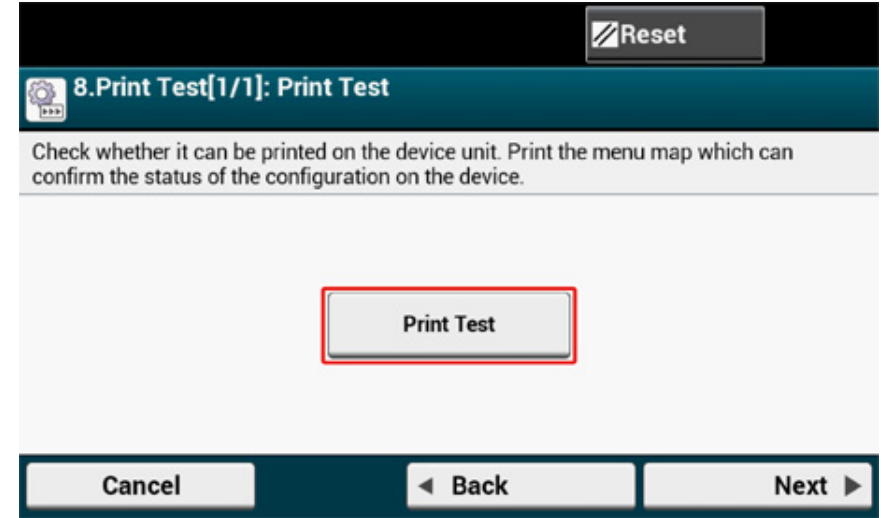 Reset
8.Print Test[1/1]: Print Test
Check whether it can be printed on the device unit. Print the menu map which can
confirm the status of the configuration on the device.
Print Test
Cancel
Back
Next